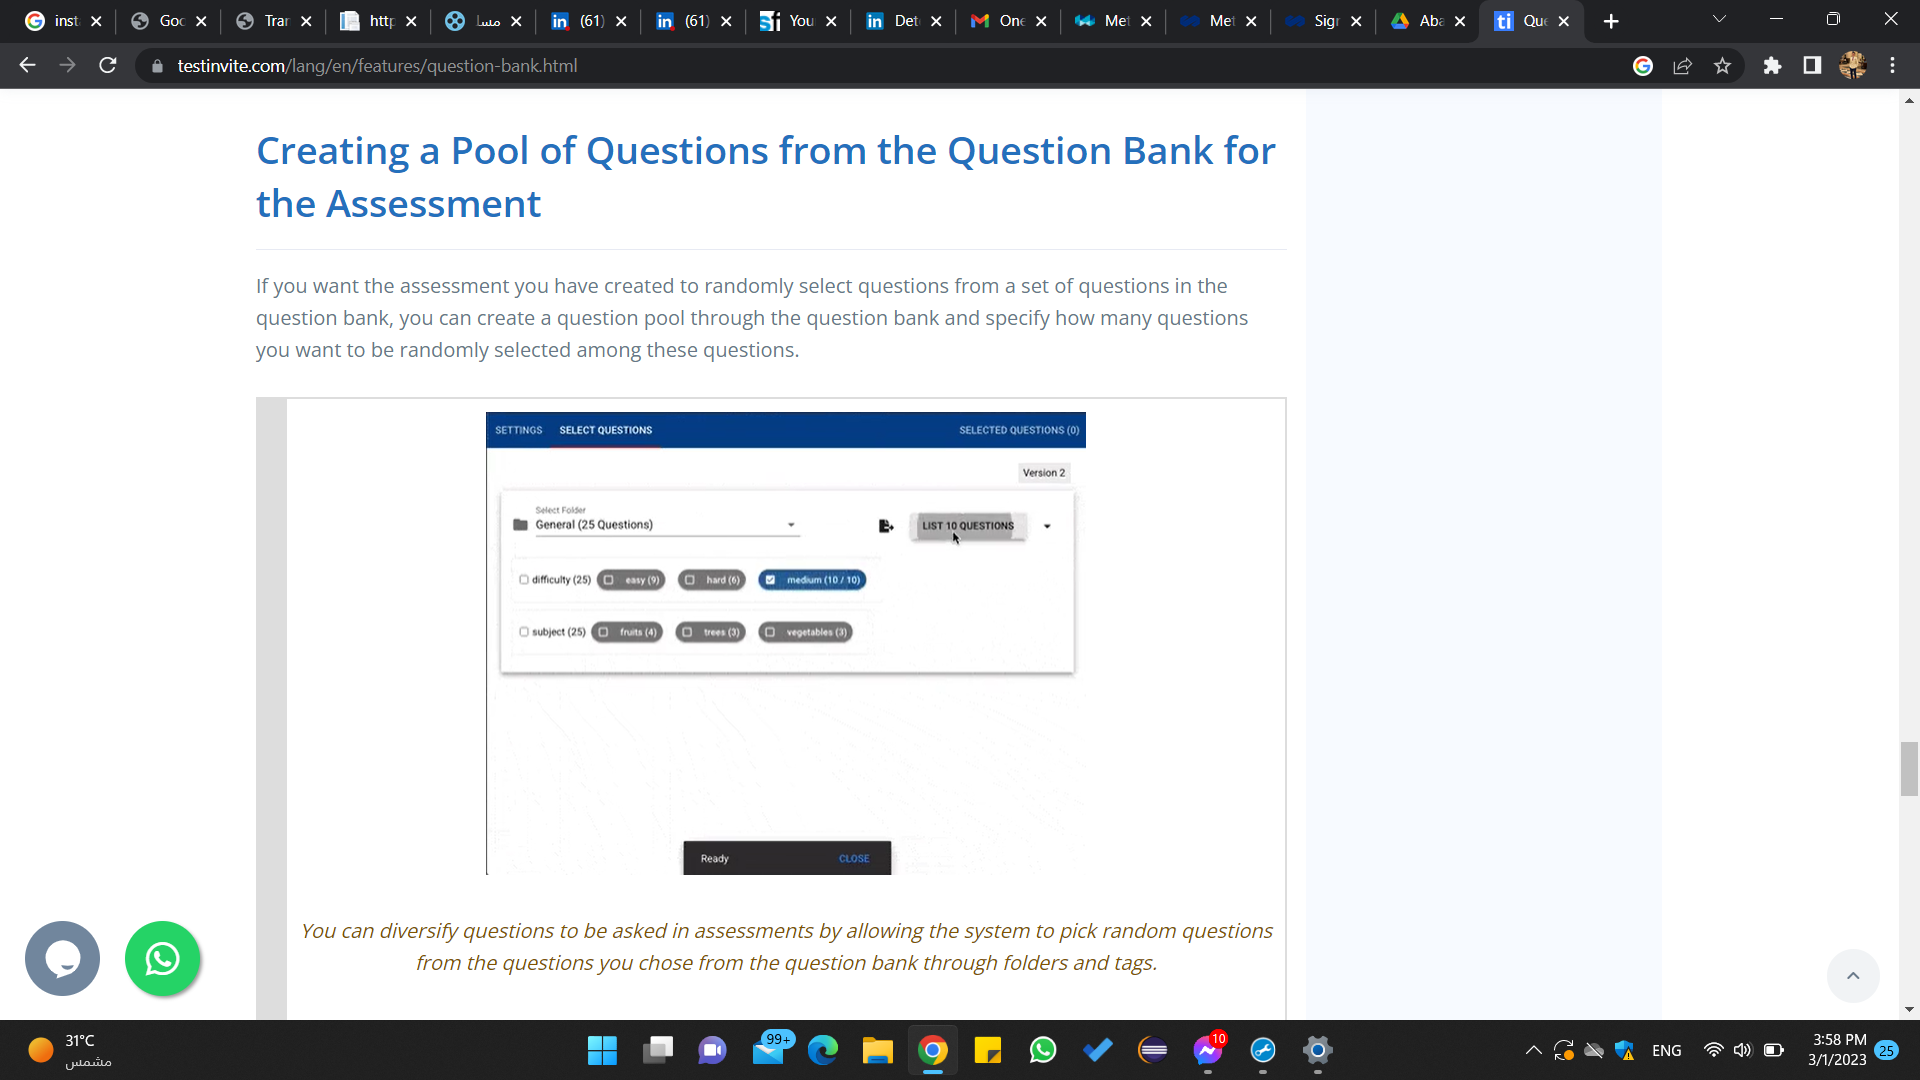 inst
Goo
Tran
http
مسا
(61)
(61)
You
Det
One
Met
Met
Sign
Aba
Que
testinvite.com/lang/en/features/question-bank.html
Creating a Pool of Questions from the Question Bank for
the Assessment
If you want the assessment you have created to randomly select questions from a set of questions in the
question bank, you can create a question pool through the question bank and specify how many questions
you want to be randomly selected among these questions.
SETTINGS SELECT QUESTIONS SELECTED QUESTIONS (0)
Version 2
Select Folder
General (25 Questions) LIST 10 QUESTIONS
difficulty (25) easy (9) hard (6) medium (10 / 10)
subject (25) fruits (4) trees (3) vegetables (3)
Ready CLOSE
You can diversify questions to be asked in assessments by allowing the system to pick random questions
from the questions you chose from the question bank through folders and tags.
31°C
مشمس
99+
10
ENG
3:58 PM
3/1/2023
25